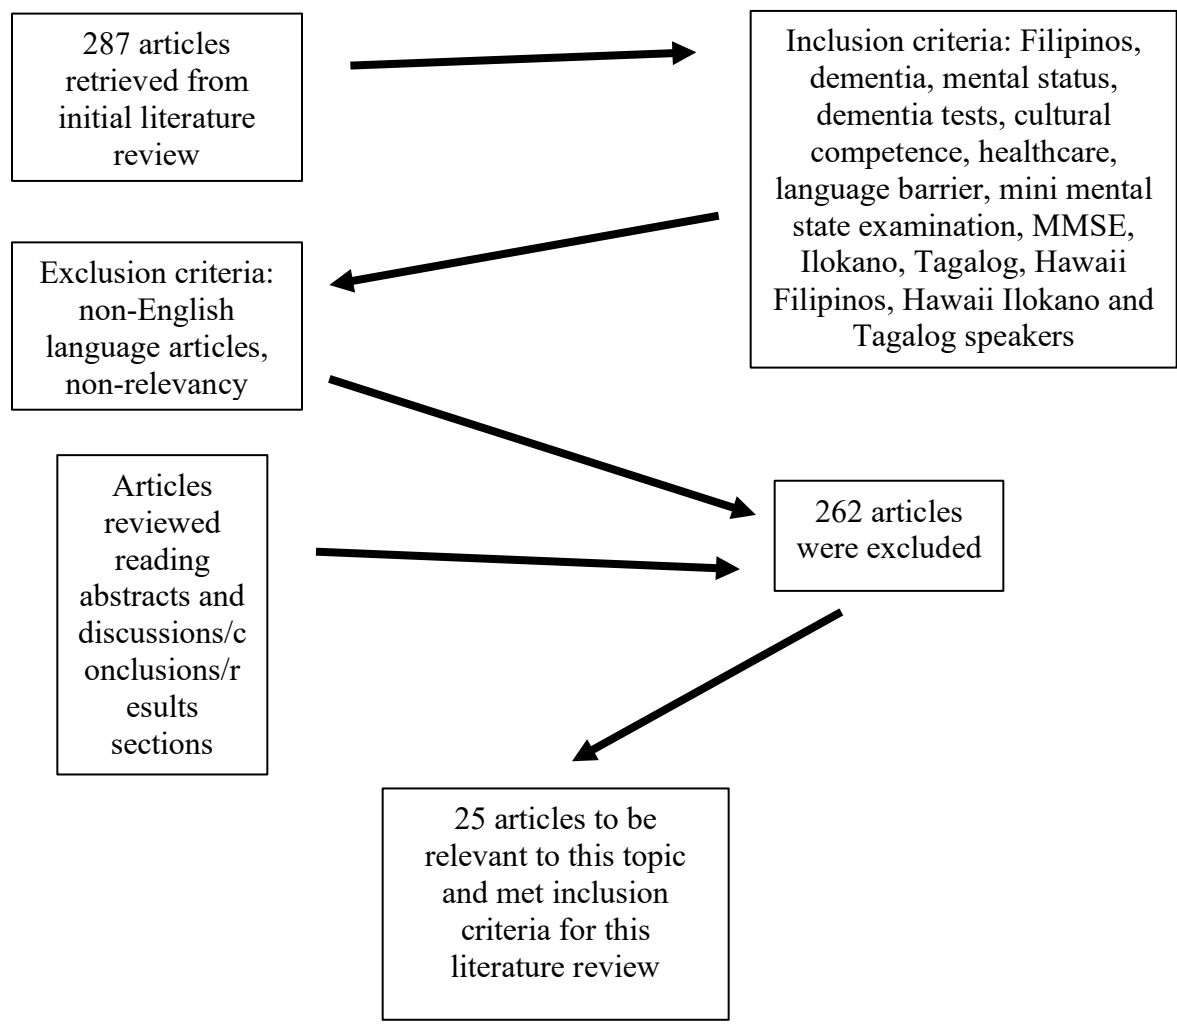 287 articles
retrieved from
initial literature
review
Inclusion criteria: Filipinos,
dementia, mental status,
dementia tests, cultural
competence, healthcare,
language barrier, mini mental
state examination, MMSE,
Ilokano, Tagalog, Hawaii
Filipinos, Hawaii Ilokano and
Tagalog speakers
Exclusion criteria:
non-English
language articles,
non-relevancy
Articles
reviewed
reading
abstracts and
discussions/c
onclusions/r
esults
sections
262 articles
were excluded
25 articles to be
relevant to this topic
and met inclusion
criteria for this
literature review